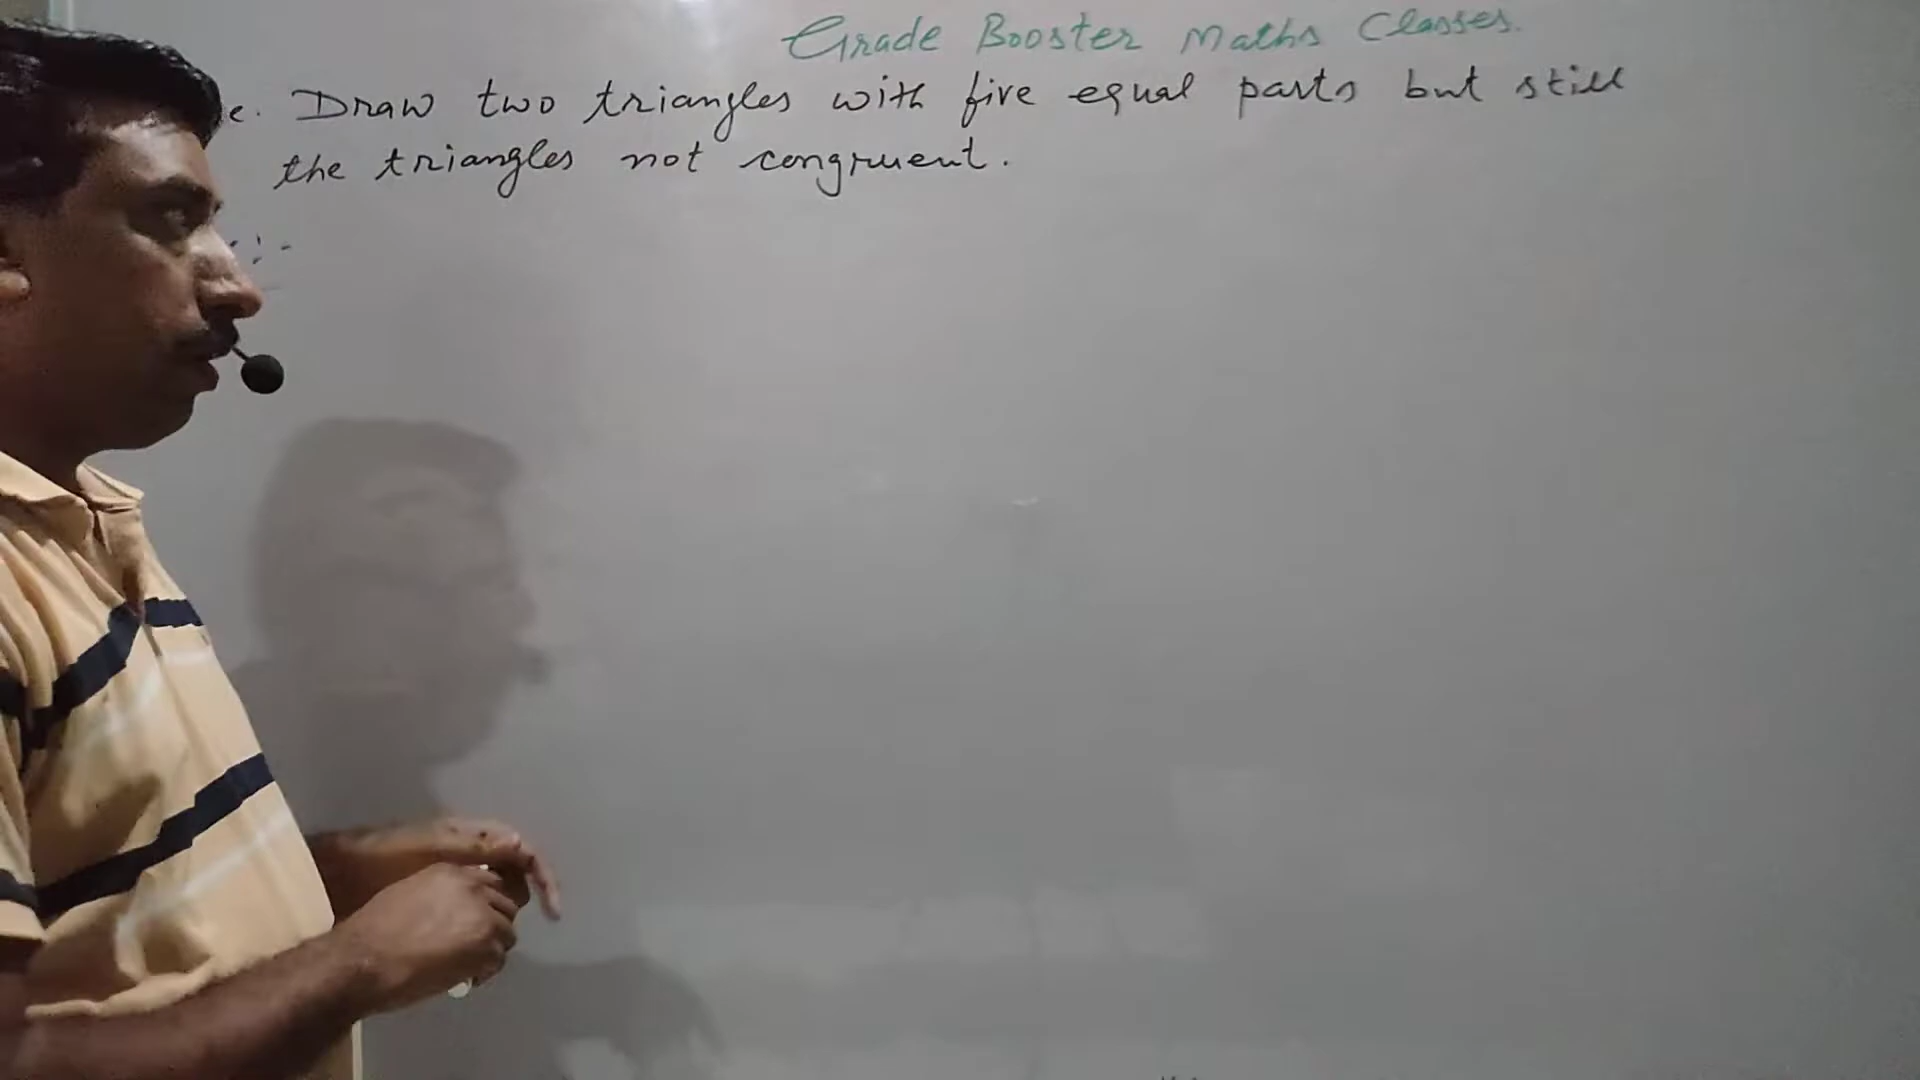 Grade Booster Maths Classes.
e. Draw two triangles with five equal parts but still
the triangles not congruent.